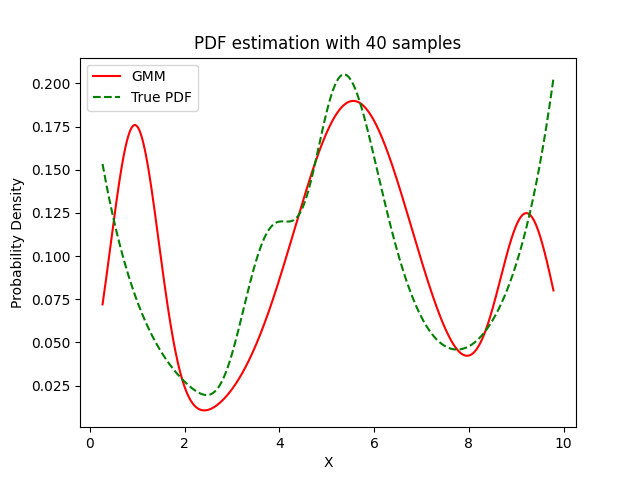 PDF estimation with 40 samples
GMM
True PDF
Probability Density
0.200
0.175
0.150
0.125
0.100
0.075
0.050
0.025
0 2 4 6 8 10
X